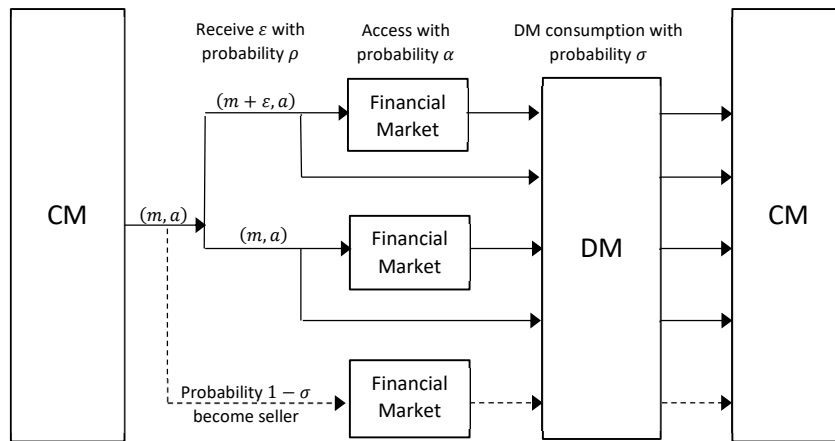 Receive ε with
probability ρ
Access with
probability α
DM consumption with
probability σ
CM
(m, a)
(m + ε, a)
Financial
Market
(m, a)
Financial
Market
Probability 1 − σ
become seller
Financial
Market
DM
CM